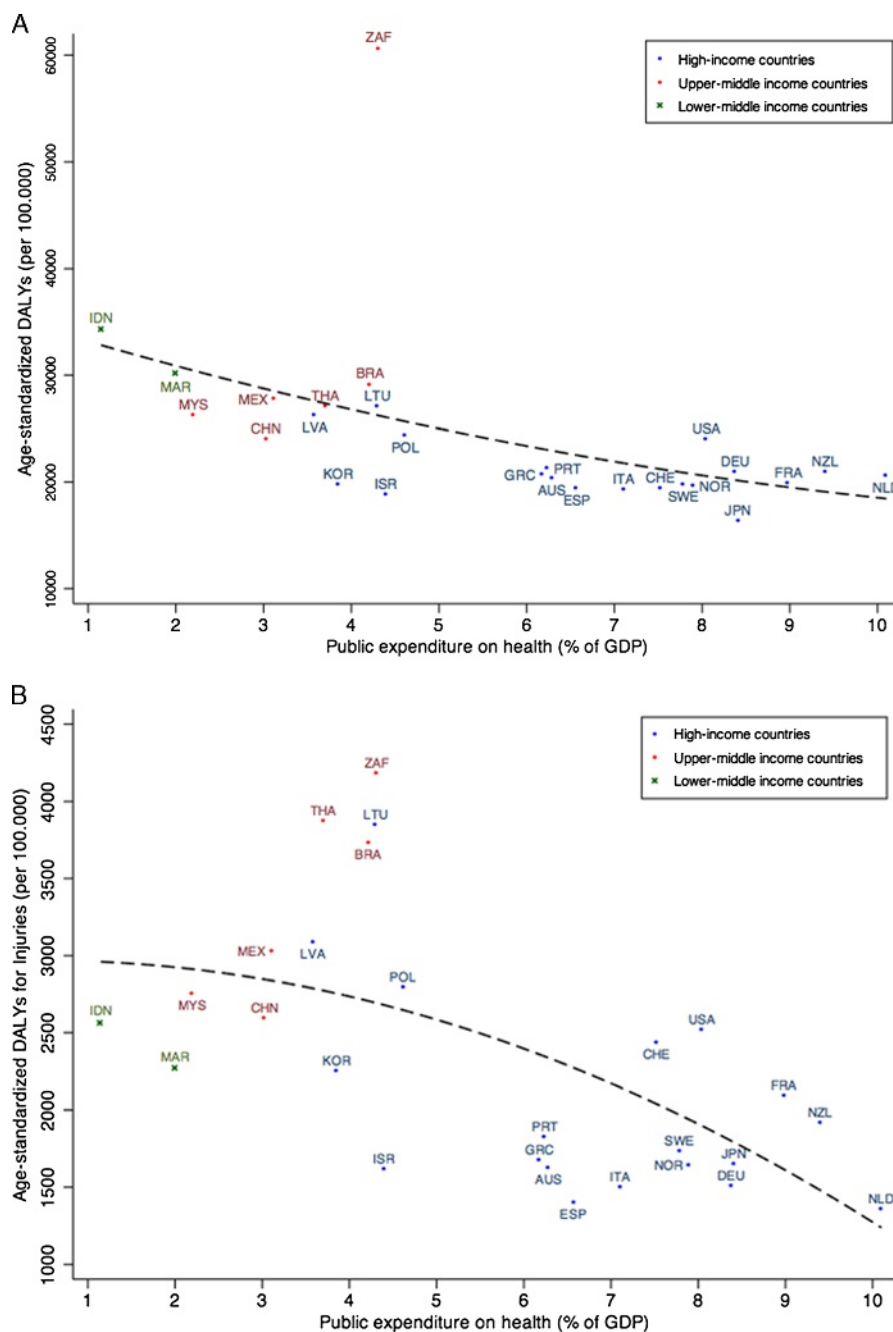 A
ZAF
High-income countries
Upper-middle income countries
Lower-middle income countries
Age-standardized DALYs (per 100.000)
60000
50000
40000
30000
20000
10000
IDN
MAR
MYS
MEX
CHN
THA
LVA
BRA
LTU
KOR
ISR
POL
GRC
PRT
AUS
ESP
ITA
CHE
SWE
NOR
USA
DEU
JPN
FRA
NZL
NLD
1 2 3 4 5 6 7 8 9 10
Public expenditure on health (% of GDP)
B
High-income countries
Upper-middle income countries
Lower-middle income countries
Age-standardized DALYs for Injuries (per 100.000)
4500
4000
3500
3000
2500
2000
1500
1000
ZAF
THA
LTU
BRA
MEX
LVA
POL
IDN
MYS
CHN
MAR
KOR
ISR
USA
CHE
FRA
NZL
PRT
GRC
AUS
ESP
ITA
SWE
NOR
JPN
DEU
NLD
1 2 3 4 5 6 7 8 9 10
Public expenditure on health (% of GDP)